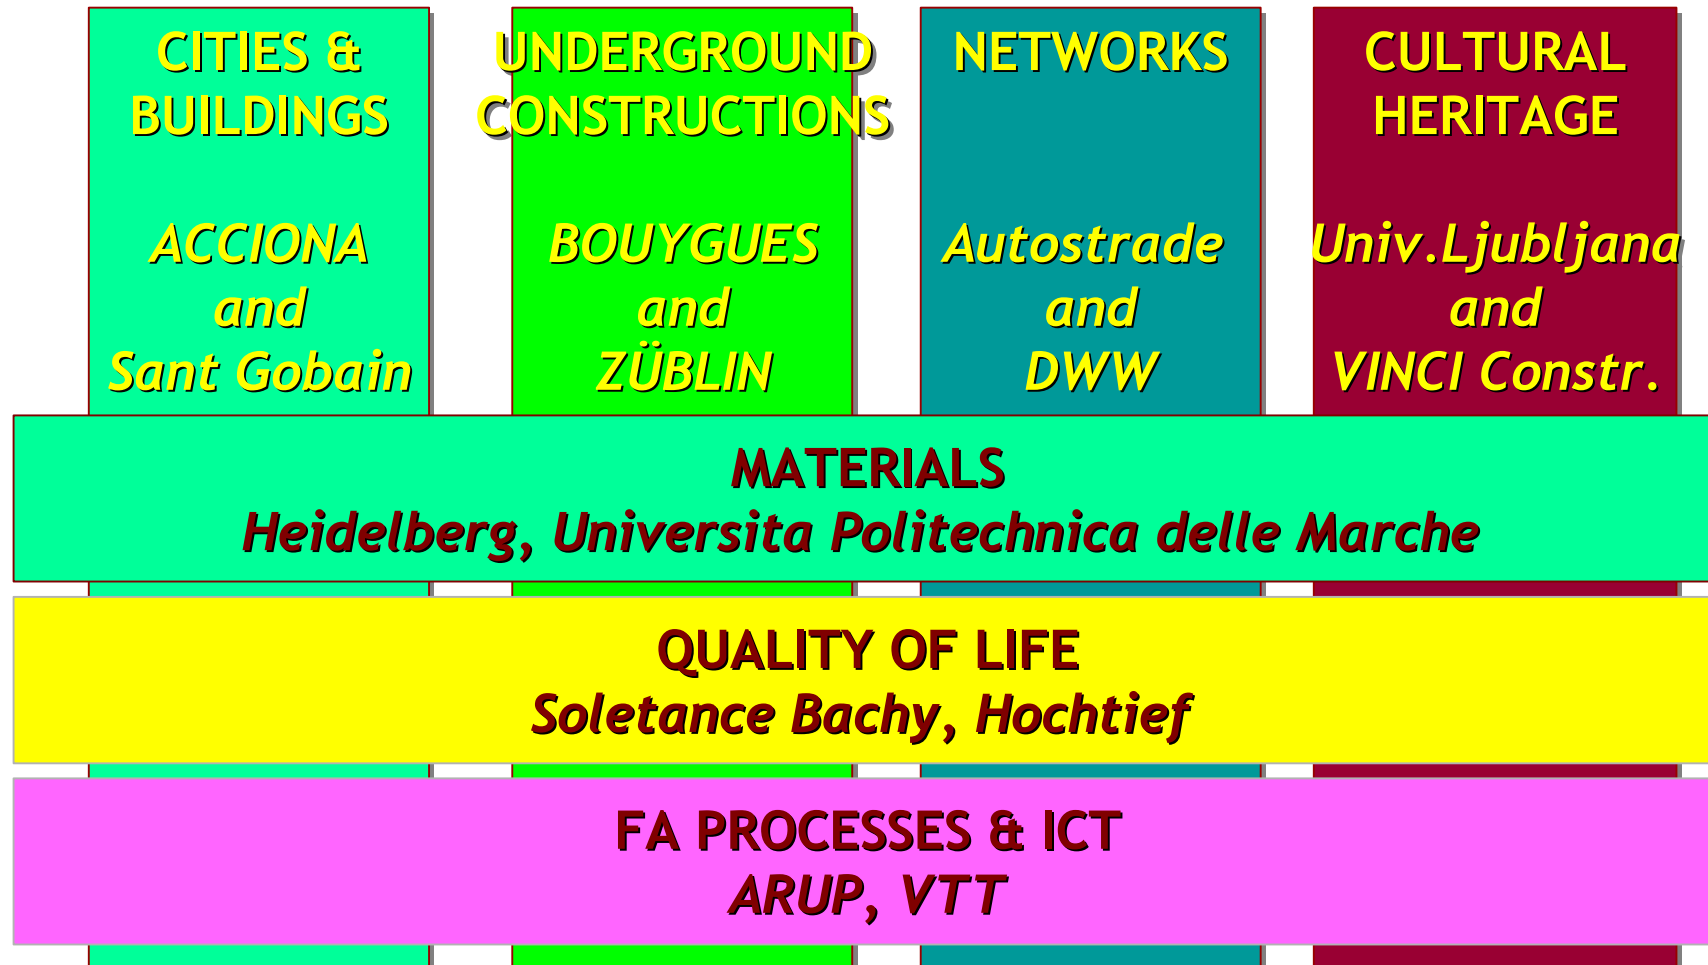 CITIES &
BUILDINGS
ACCIONA
and
Sant Gobain
UNDERGROUND
CONSTRUCTIONS
BOUYGUES
and
ZÜBLIN
NETWORKS
Autostrade
and
DWW
CULTURAL
HERITAGE
Univ.Ljubljana
and
VINCI Constr.
MATERIALS
Heidelberg, Universita Politechnica delle Marche
QUALITY OF LIFE
Soletance Bachy, Hochtief
FA PROCESSES & ICT
ARUP, VTT